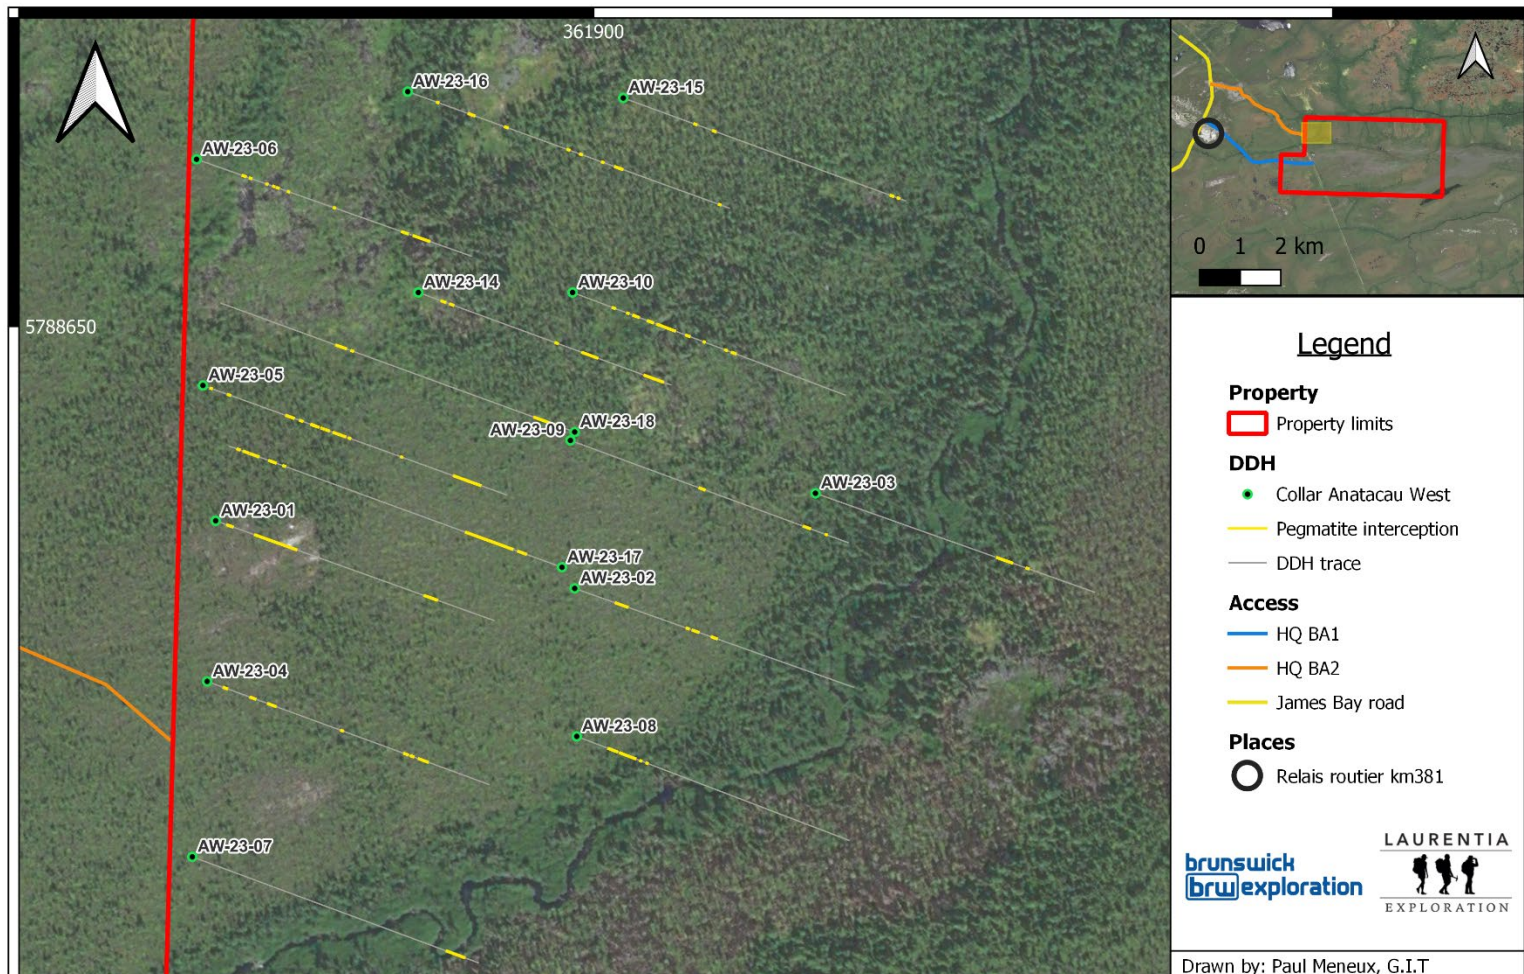 361900
5788650
AW-23-16
AW-23-15
AW-23-06
AW-23-14
AW-23-10
AW-23-05
AW-23-18
AW-23-09
AW-23-03
AW-23-01
AW-23-17
AW-23-02
AW-23-04
AW-23-08
AW-23-07
0 1 2 km
Legend
Property
Property limits
DDH
Collar Anatacau West
Pegmatite interception
DDH trace
Access
HQ BA1
HQ BA2
James Bay road
Places
Relais routier km381
brunswick
brw exploration
LAURENTIA
EXPLORATION
Drawn by: Paul Meneux, G.I.T